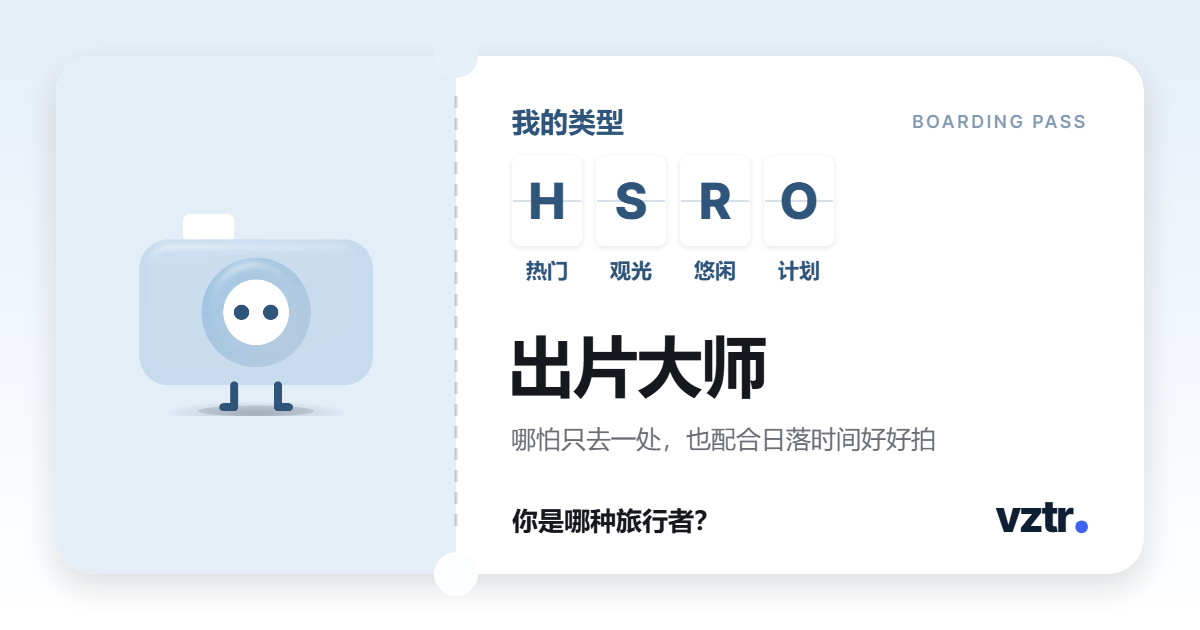 我的类型
BOARDING PASS
H S R O
热门 观光 悠闲 计划
出片大师
哪怕只去一处，也配合日落时间好好拍
你是哪种旅行者？
vztr.